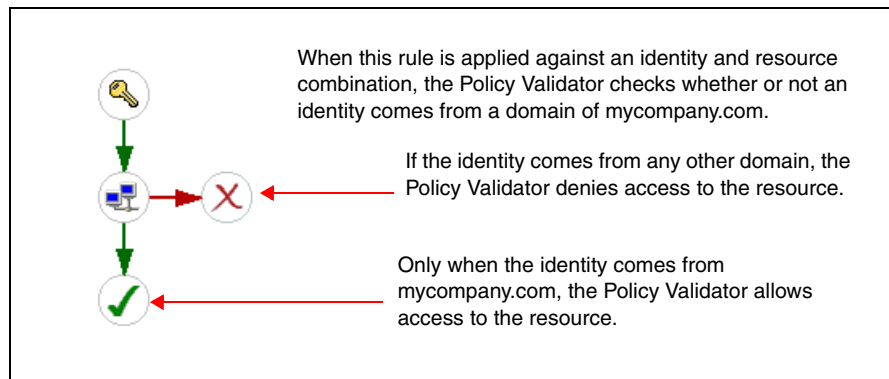 When this rule is applied against an identity and resource
combination, the Policy Validator checks whether or not an
identity comes from a domain of mycompany.com.
If the identity comes from any other domain, the
Policy Validator denies access to the resource.
Only when the identity comes from
mycompany.com, the Policy Validator allows
access to the resource.